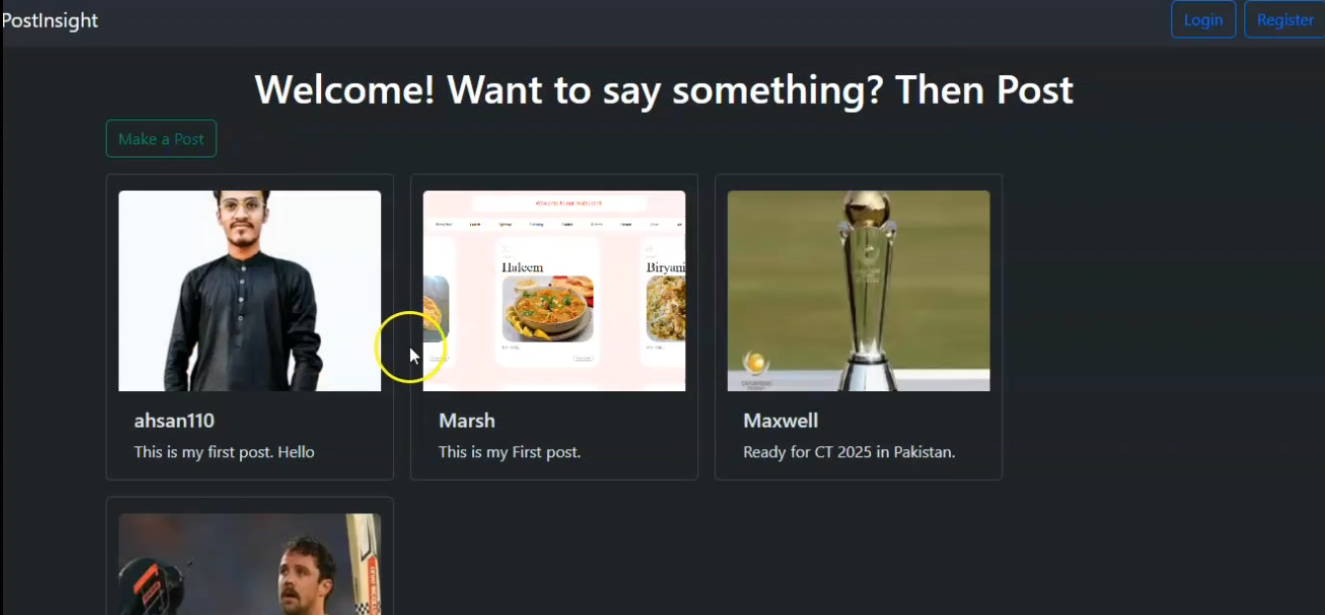 PostInsight
Login
Register
Welcome! Want to say something? Then Post
Make a Post
Haleem
Biryani
ahsan110
This is my first post. Hello
Marsh
This is my First post.
Maxwell
Ready for CT 2025 in Pakistan.